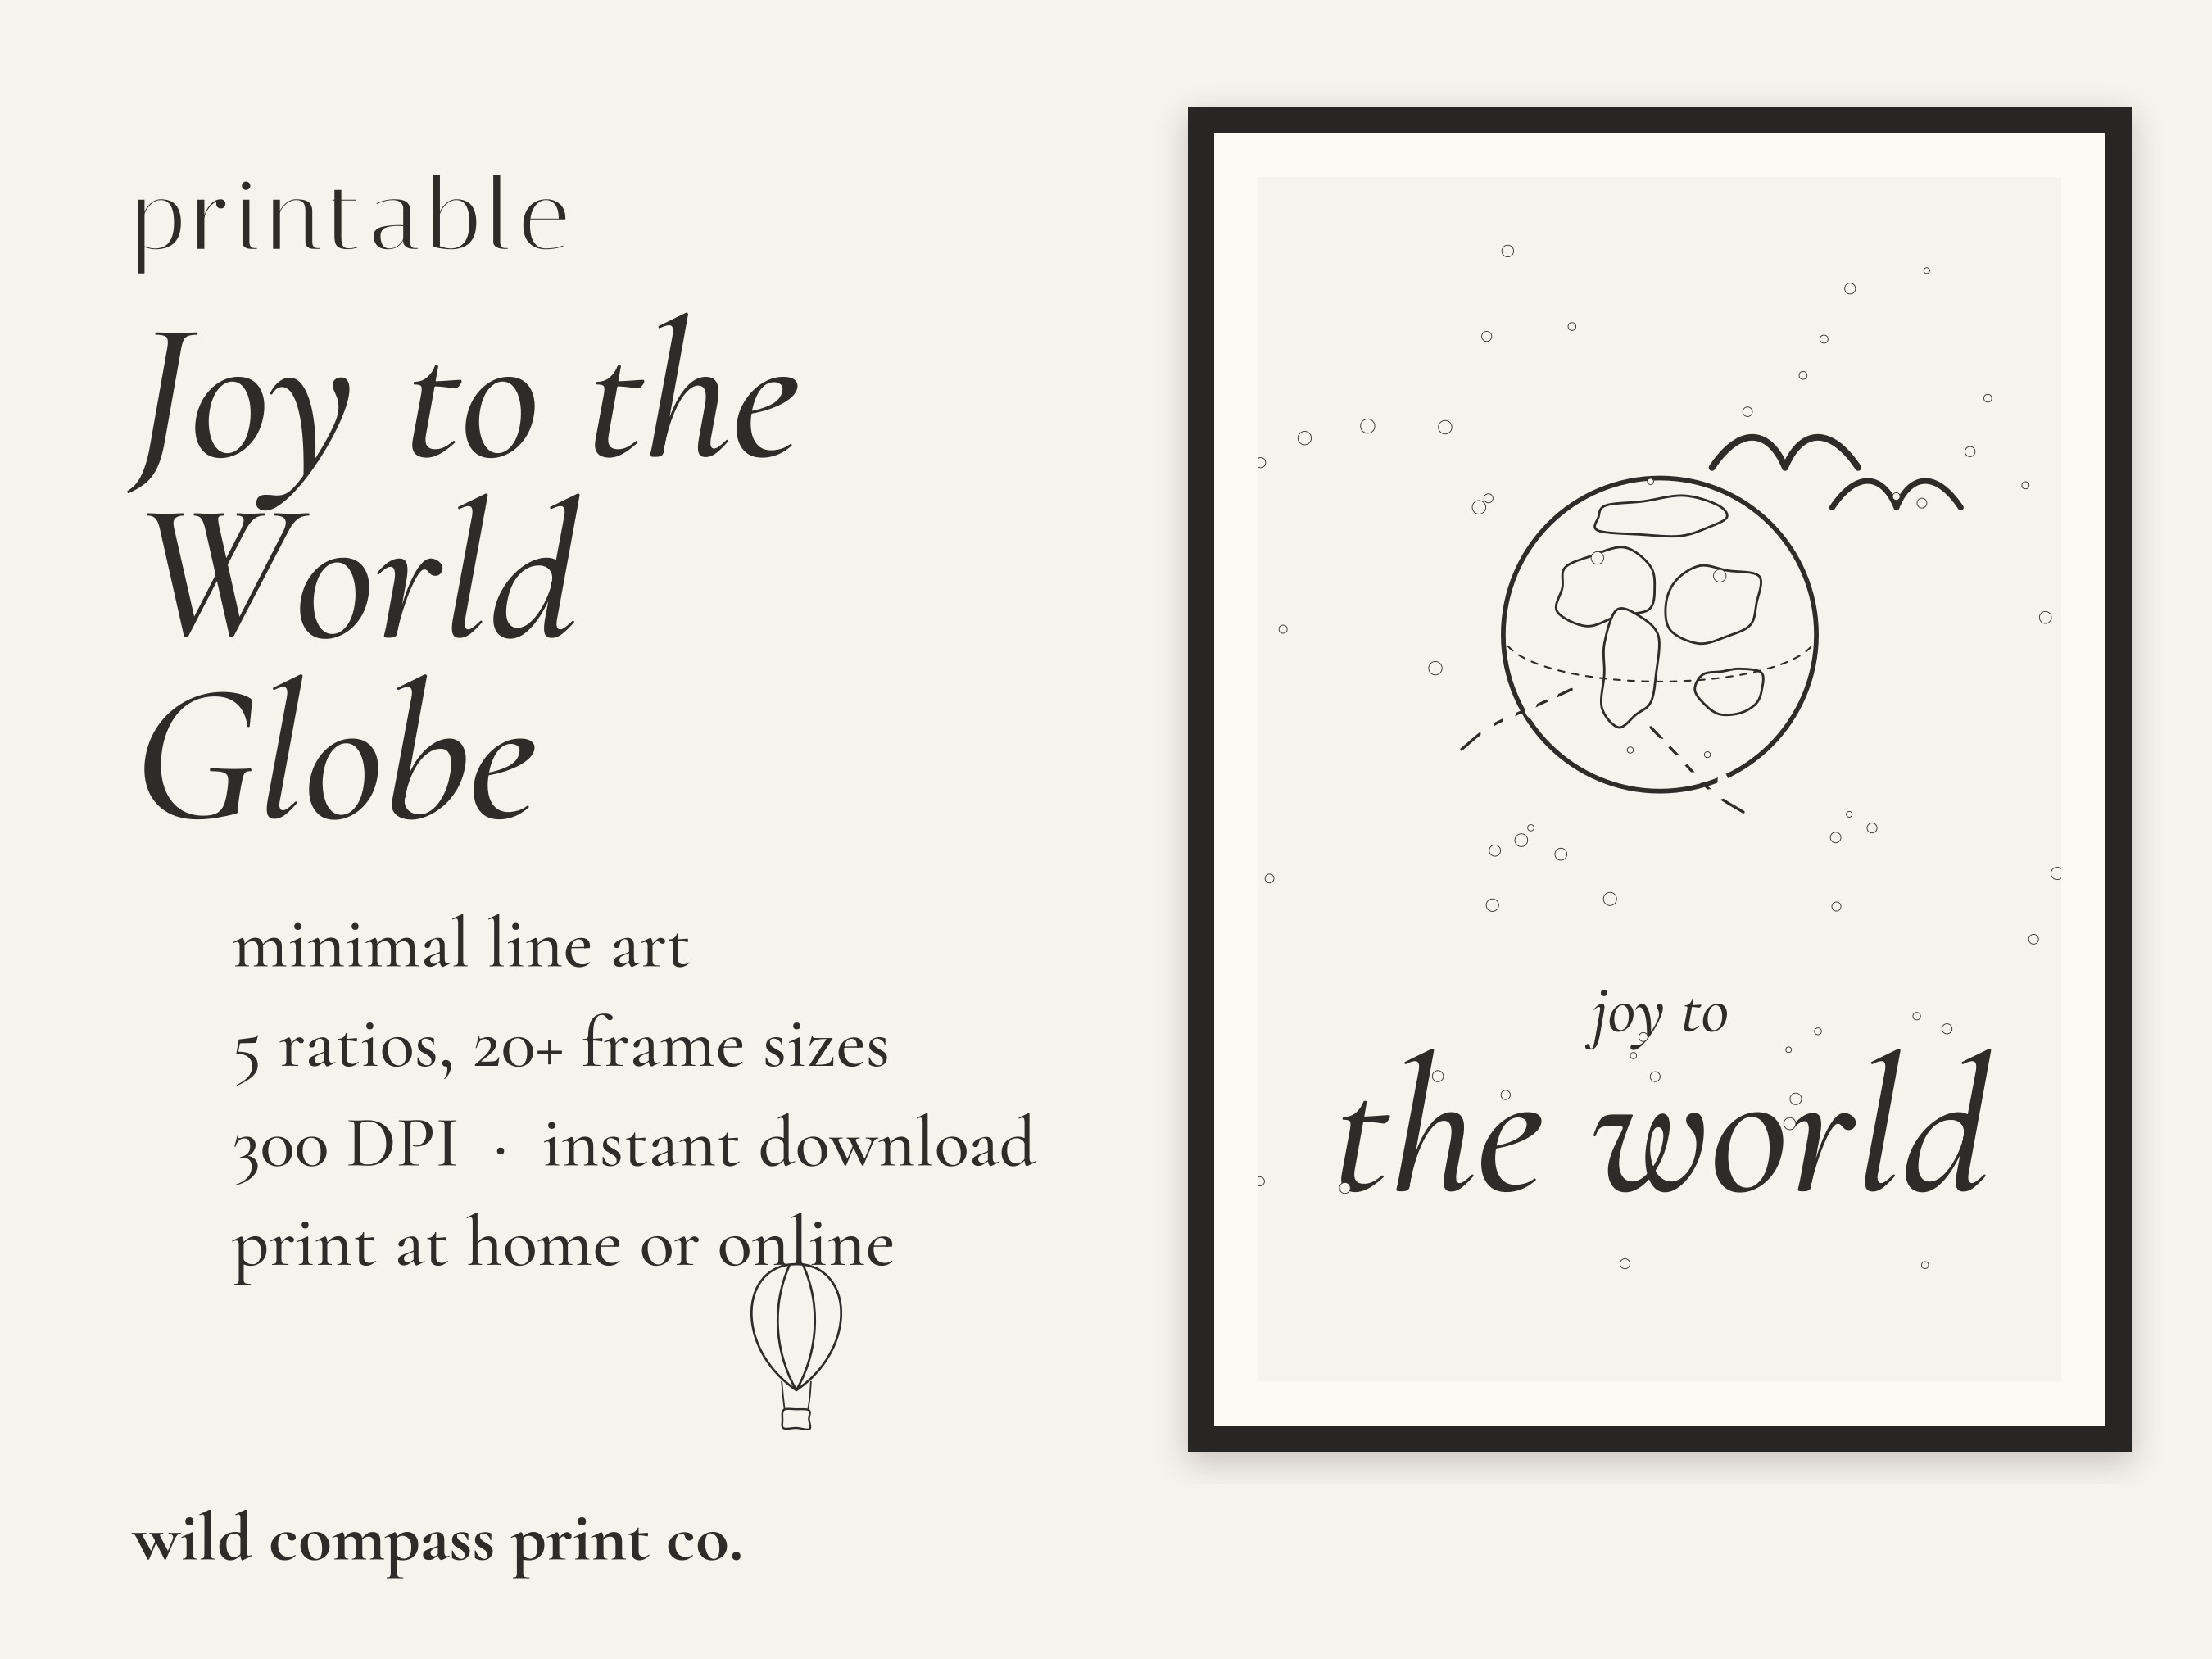 printable
Joy to the
World
Globe
minimal line art
5 ratios, 20+ frame sizes
300 DPI · instant download
print at home or online
wild compass print co.
joy to
the world